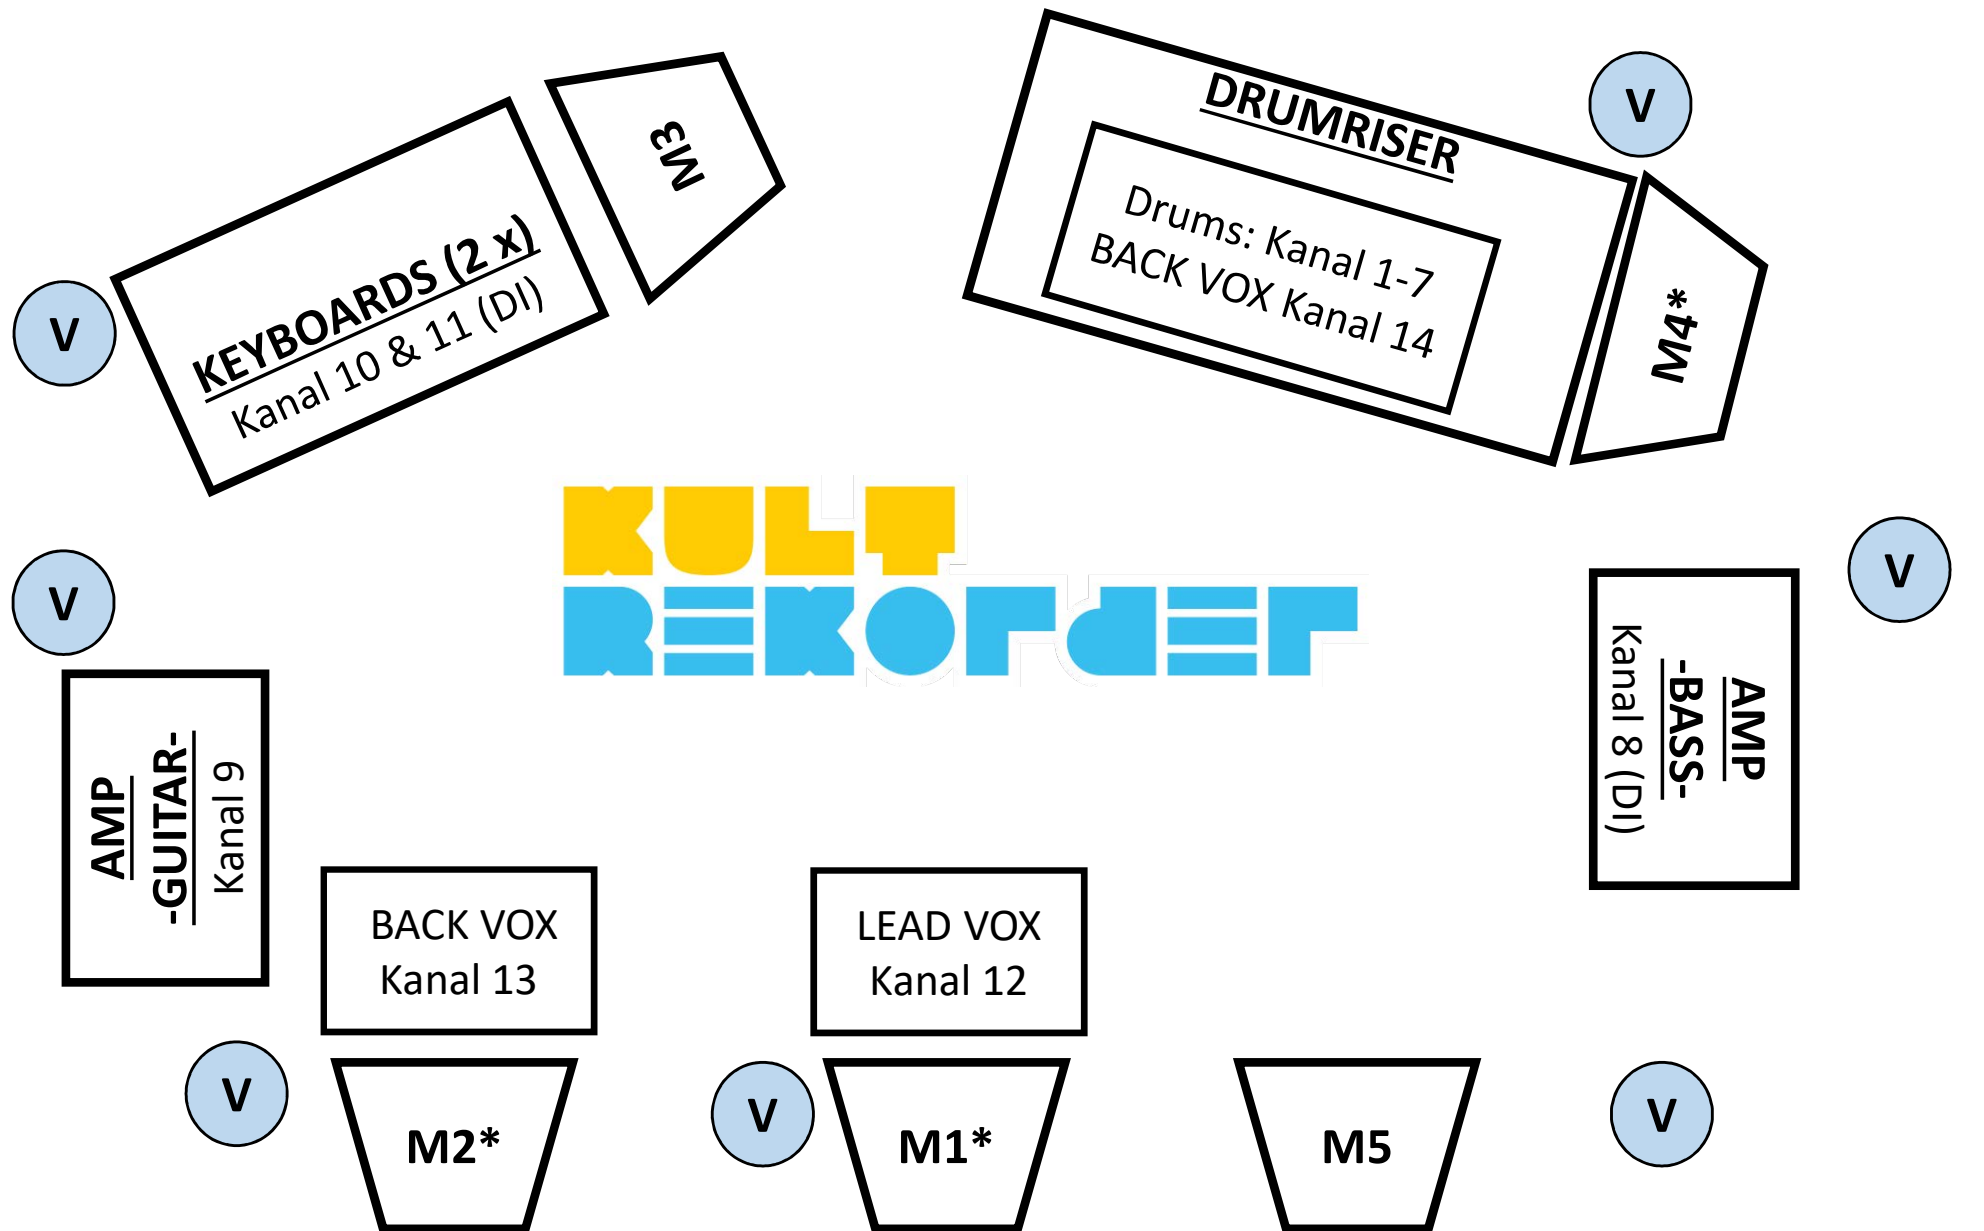 M3
DRUMRISER
V
Drums: Kanal 1-7
BACK VOX Kanal 14
KEYBOARDS (2 x)
Kanal 10 & 11 (DI)
V
M4*
KULT
REKORDER
V
V
AMP
-GUITAR-
Kanal 9
AMP
-BASS-
Kanal 8 (DI)
BACK VOX
Kanal 13
LEAD VOX
Kanal 12
V
M2*
V
M1*
M5
V